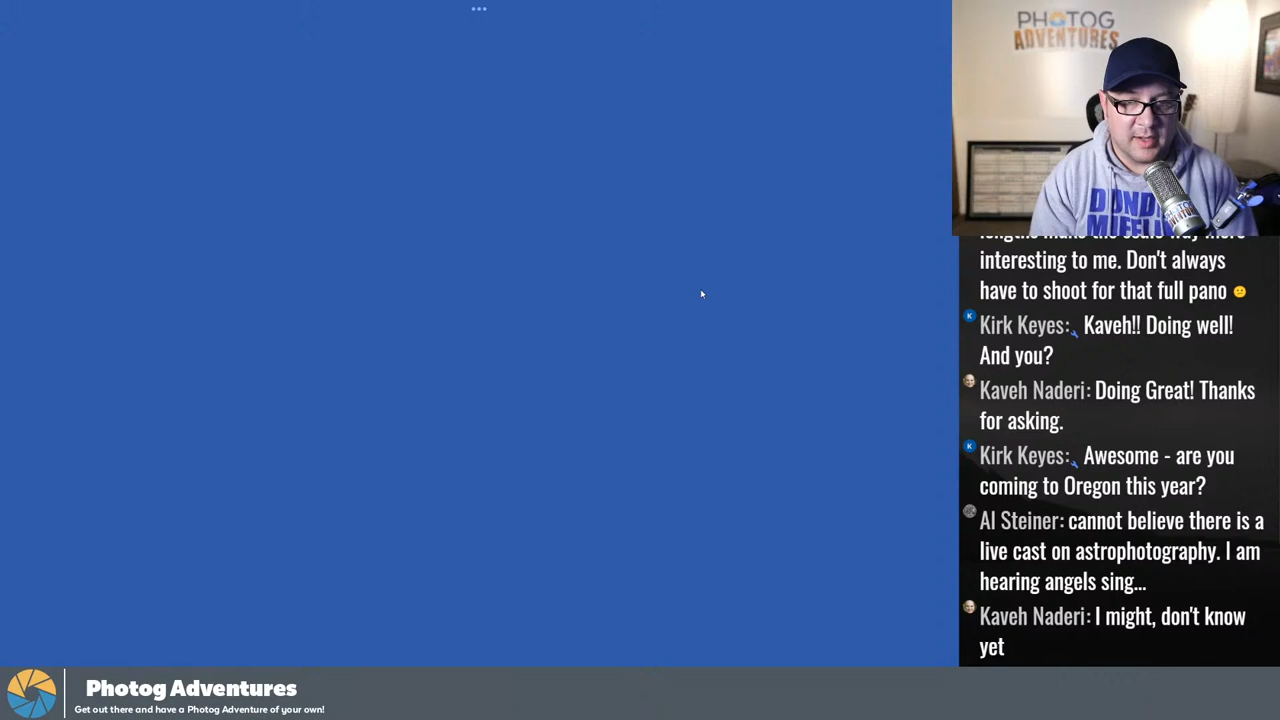 PHOTOG
ADVENTURES
DUND
MIFFLIN
interesting to me. Don't always
have to shoot for that full pano
Kirk Keyes: Kaveh!! Doing well!
And you?
Kaveh Naderi: Doing Great! Thanks
for asking.
Kirk Keyes: Awesome - are you
coming to Oregon this year?
Al Steiner: cannot believe there is a
live cast on astrophotography. I am
hearing angels sing...
Kaveh Naderi: I might, don't know
yet
Photog Adventures
Get out there and have a Photog Adventure of your own!